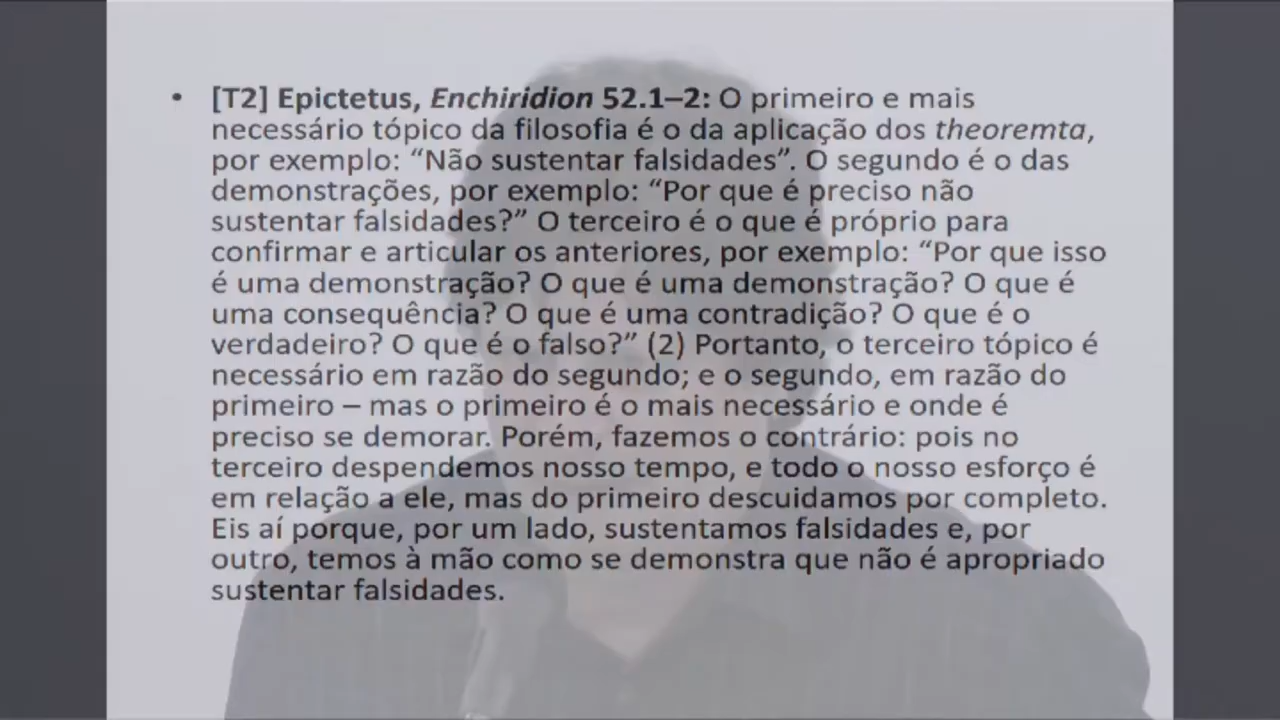 • [T2] Epictetus, Enchiridion 52.1–2: O primeiro e mais
necessário tópico da filosofia é o da aplicação dos theoremta,
por exemplo: “Não sustentar falsidades”. O segundo é o das
demonstrações, por exemplo: “Por que é preciso não
sustentar falsidades?” O terceiro é o que é próprio para
confirmar e articular os anteriores, por exemplo: “Por que isso
é uma demonstração? O que é uma demonstração? O que é
uma consequência? O que é uma contradição? O que é o
verdadeiro? O que é o falso?” (2) Portanto, o terceiro tópico é
necessário em razão do segundo; e o segundo, em razão do
primeiro – mas o primeiro é o mais necessário e onde é
preciso se demorar. Porém, fazemos o contrário: pois no
terceiro despendemos nosso tempo, e todo o nosso esforço é
em relação a ele, mas do primeiro descuidamos por completo.
Eis aí porque, por um lado, sustentamos falsidades e, por
outro, temos à mão como se demonstra que não é apropriado
sustentar falsidades.